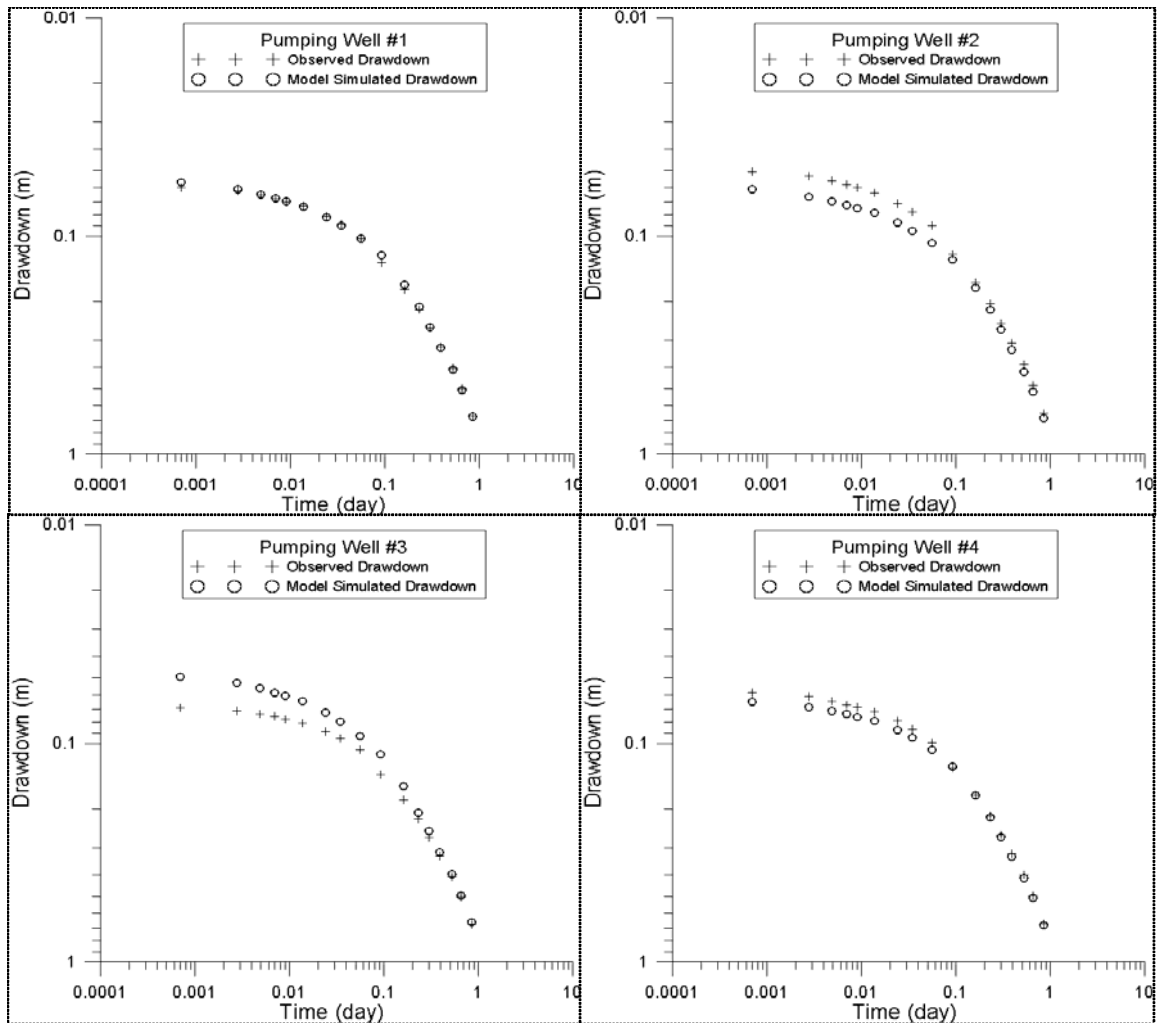 0.01
Pumping Well #1
Observed Drawdown
Model Simulated Drawdown
Drawdown (m)
0.1
1
0.0001 0.001 0.01 0.1 1 10
Time (day)
0.01
Pumping Well #2
Observed Drawdown
Model Simulated Drawdown
Drawdown (m)
0.1
1
0.0001 0.001 0.01 0.1 1 10
Time (day)
0.01
Pumping Well #3
Observed Drawdown
Model Simulated Drawdown
Drawdown (m)
0.1
1
0.0001 0.001 0.01 0.1 1 10
Time (day)
0.01
Pumping Well #4
Observed Drawdown
Model Simulated Drawdown
Drawdown (m)
0.1
1
0.0001 0.001 0.01 0.1 1 10
Time (day)